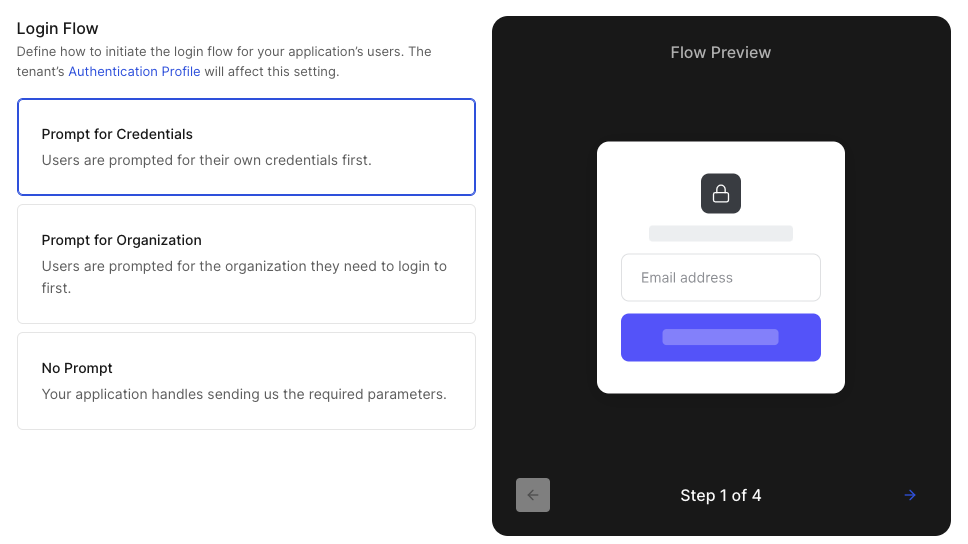 Login Flow
Define how to initiate the login flow for your application’s users. The
tenant’s Authentication Profile will affect this setting.
Prompt for Credentials
Users are prompted for their own credentials first.
Prompt for Organization
Users are prompted for the organization they need to login to
first.
No Prompt
Your application handles sending us the required parameters.
Flow Preview
Email address
Step 1 of 4